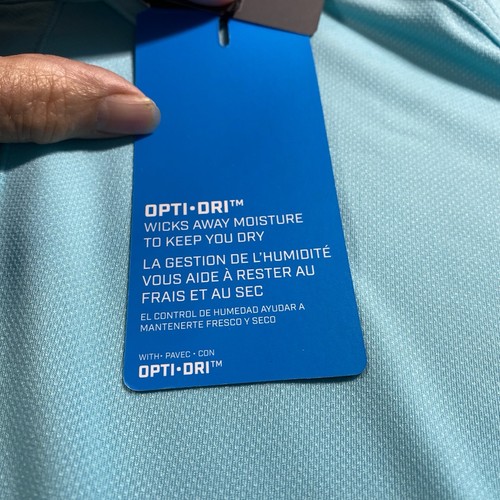 OPTI•DRI™
WICKS AWAY MOISTURE
TO KEEP YOU DRY
LA GESTION DE L'HUMIDITÉ
VOUS AIDE À RESTER AU
FRAIS ET AU SEC
EL CONTROL DE HUMEDAD AYUDAR A
MANTENERTE FRESCO Y SECO
WITH• PAVEC • CON
OPTI•DRI™